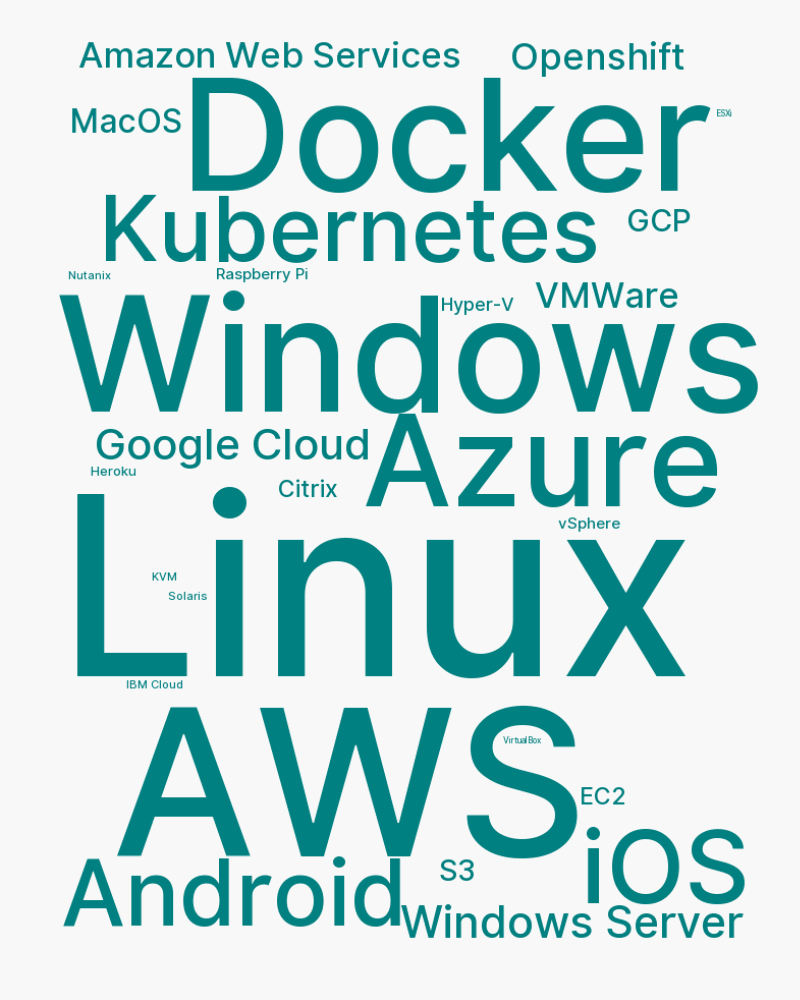 Amazon Web Services
Openshift
MacOS
Docker
ESXi
Kubernetes
GCP
Nutanix
Raspberry Pi
Windows
Hyper-V
VMWare
Google Cloud
Azure
Heroku
Citrix
Linux
vSphere
KVM
Solaris
IBM Cloud
AWS
VirtualBox
EC2
iOS
Android
S3
Windows Server